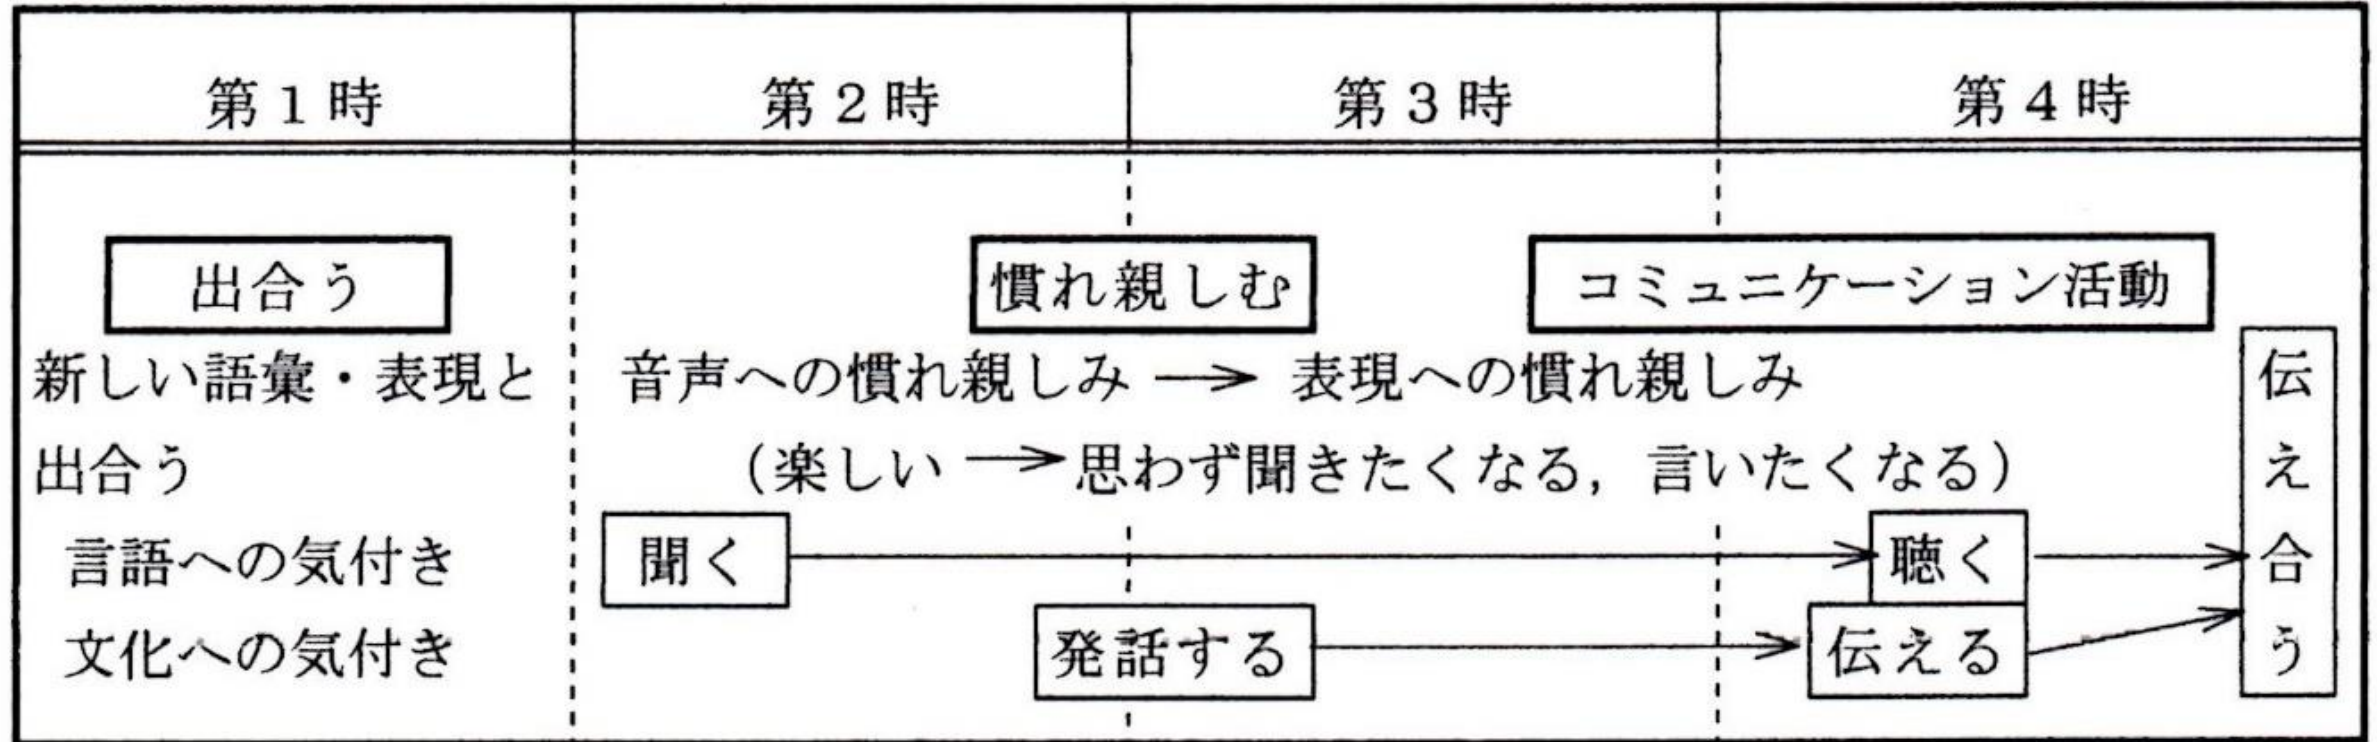 第1時 第2時 第3時 第4時
出合う 慣れ親しむ コミュニケーション活動
新しい語彙・表現と 音声への慣れ親しみ → 表現への慣れ親しみ
出合う (楽しい → 思わず聞きたくなる，言いたくなる)
言語への気付き 聞く → 聴く →
文化への気付き 発話する → 伝える →
伝え合う